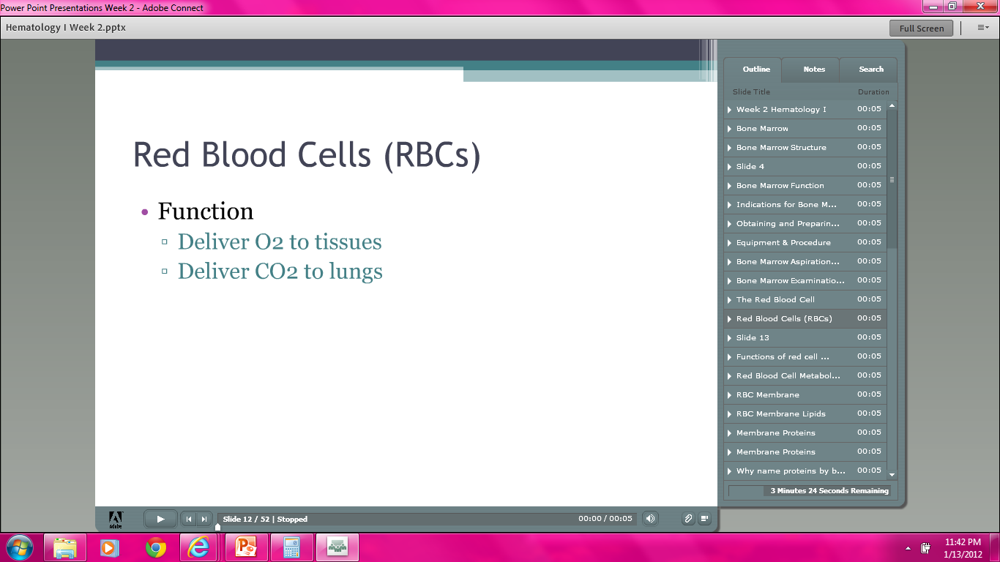 Power Point Presentations Week 2 - Adobe Connect
Hematology I Week 2.pptx
Full Screen
Red Blood Cells (RBCs)
Function
Deliver O2 to tissues
Deliver CO2 to lungs
Outline Notes Search
Slide Title Duration
Week 2 Hematology I 00:05
Bone Marrow 00:05
Bone Marrow Structure 00:05
Slide 4 00:05
Bone Marrow Function 00:05
Indications for Bone M... 00:05
Obtaining and Preparin... 00:05
Equipment & Procedure 00:05
Bone Marrow Aspiration... 00:05
Bone Marrow Examinatio... 00:05
The Red Blood Cell 00:05
Red Blood Cells (RBCs) 00:05
Slide 13 00:05
Functions of red cell ... 00:05
Red Blood Cell Metabol... 00:05
RBC Membrane 00:05
RBC Membrane Lipids 00:05
Membrane Proteins 00:05
Membrane Proteins 00:05
Why name proteins by b... 00:05
3 Minutes 24 Seconds Remaining
Adobe
Slide 12 / 52 | Stopped 00:00 / 00:05
11:42 PM
1/13/2012